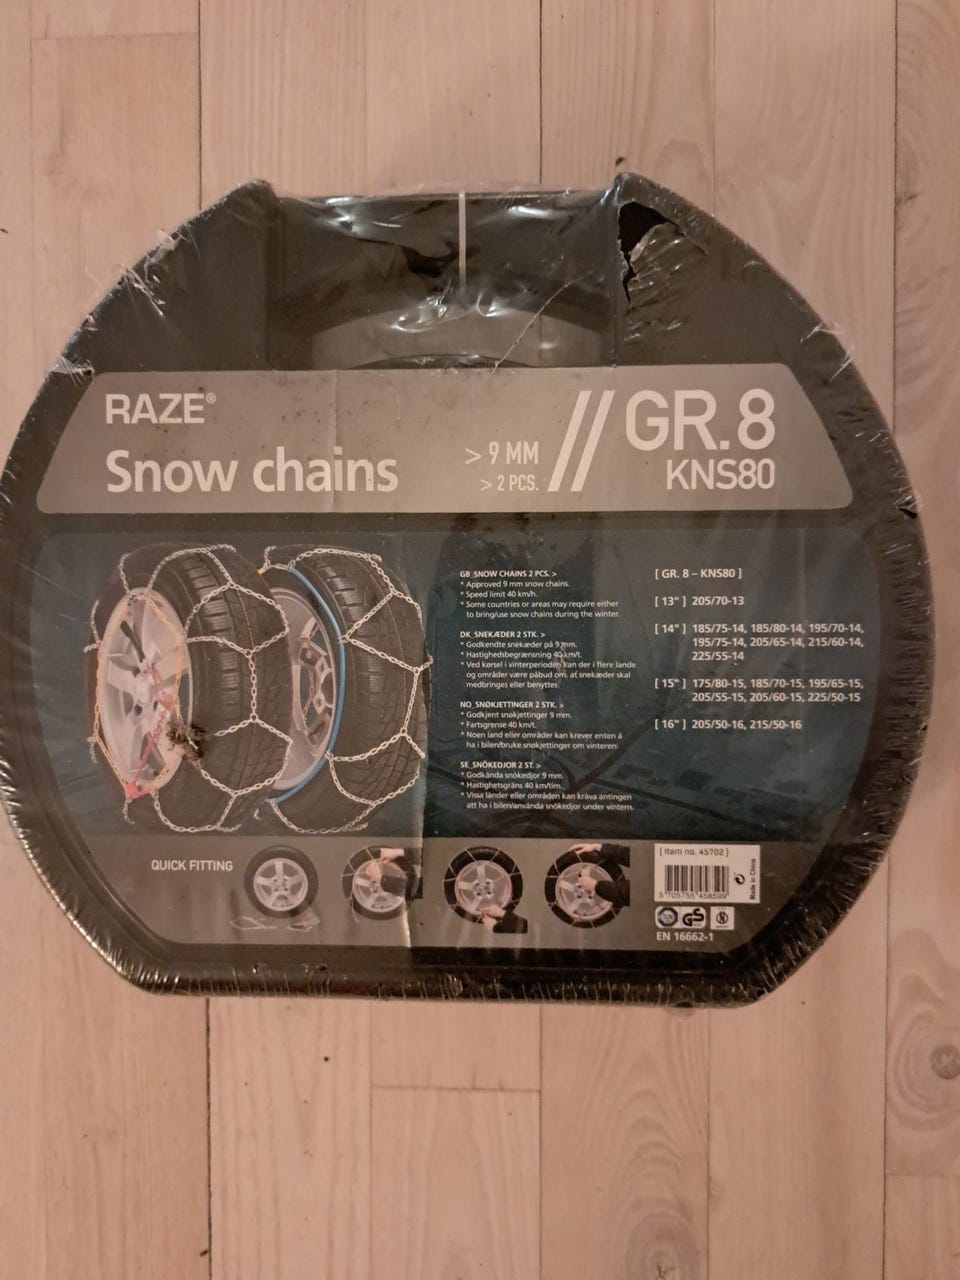 RAZE®
Snow chains
> 9 MM
> 2 PCS.
GR.8
KNS80
GB_SNOW CHAINS 2 PCS. >
* Approved 9 mm snow chains.
* Speed limit 40 km/h.
* Some countries or areas may require either
to bring/use snow chains during the winter.
DK_SNEKÆDER 2 STK. >
* Godkendte snekæder på 9 mm.
* Hastighedsbegrænsning 40 km/t.
* Ved kørsel i vinterperioden kan der i flere lande
og områder være påbud om, at snekæder skal
medbringes eller benyttes.
NO_SNØKJETTINGER 2 STK. >
* Godkjent snøkjettinger 9 mm.
* Fartsgrense 40 km/t.
* Noen land eller områder kan krever enten å
ha i bilen/bruke snøkjettinger om vinteren.
SE_SNÖKEDJOR 2 ST. >
* Godkända snökedjor 9 mm.
* Hastighetsgräns 40 km/tim.
* Vissa länder eller områden kan kräva antingen
att ha i bilen/använda snökedjor under vintern.
[ GR. 8 – KNS80 ]
[ 13" ] 205/70-13
[ 14" ] 185/75-14, 185/80-14, 195/70-14,
195/75-14, 205/65-14, 215/60-14,
225/55-14
[ 15" ] 175/80-15, 185/70-15, 195/65-15,
205/55-15, 205/60-15, 225/50-15
[ 16" ] 205/50-16, 215/50-16
QUICK FITTING
[ Item no. 45702 ]
5 705755 458599
Made in China
GS
EN 16662-1